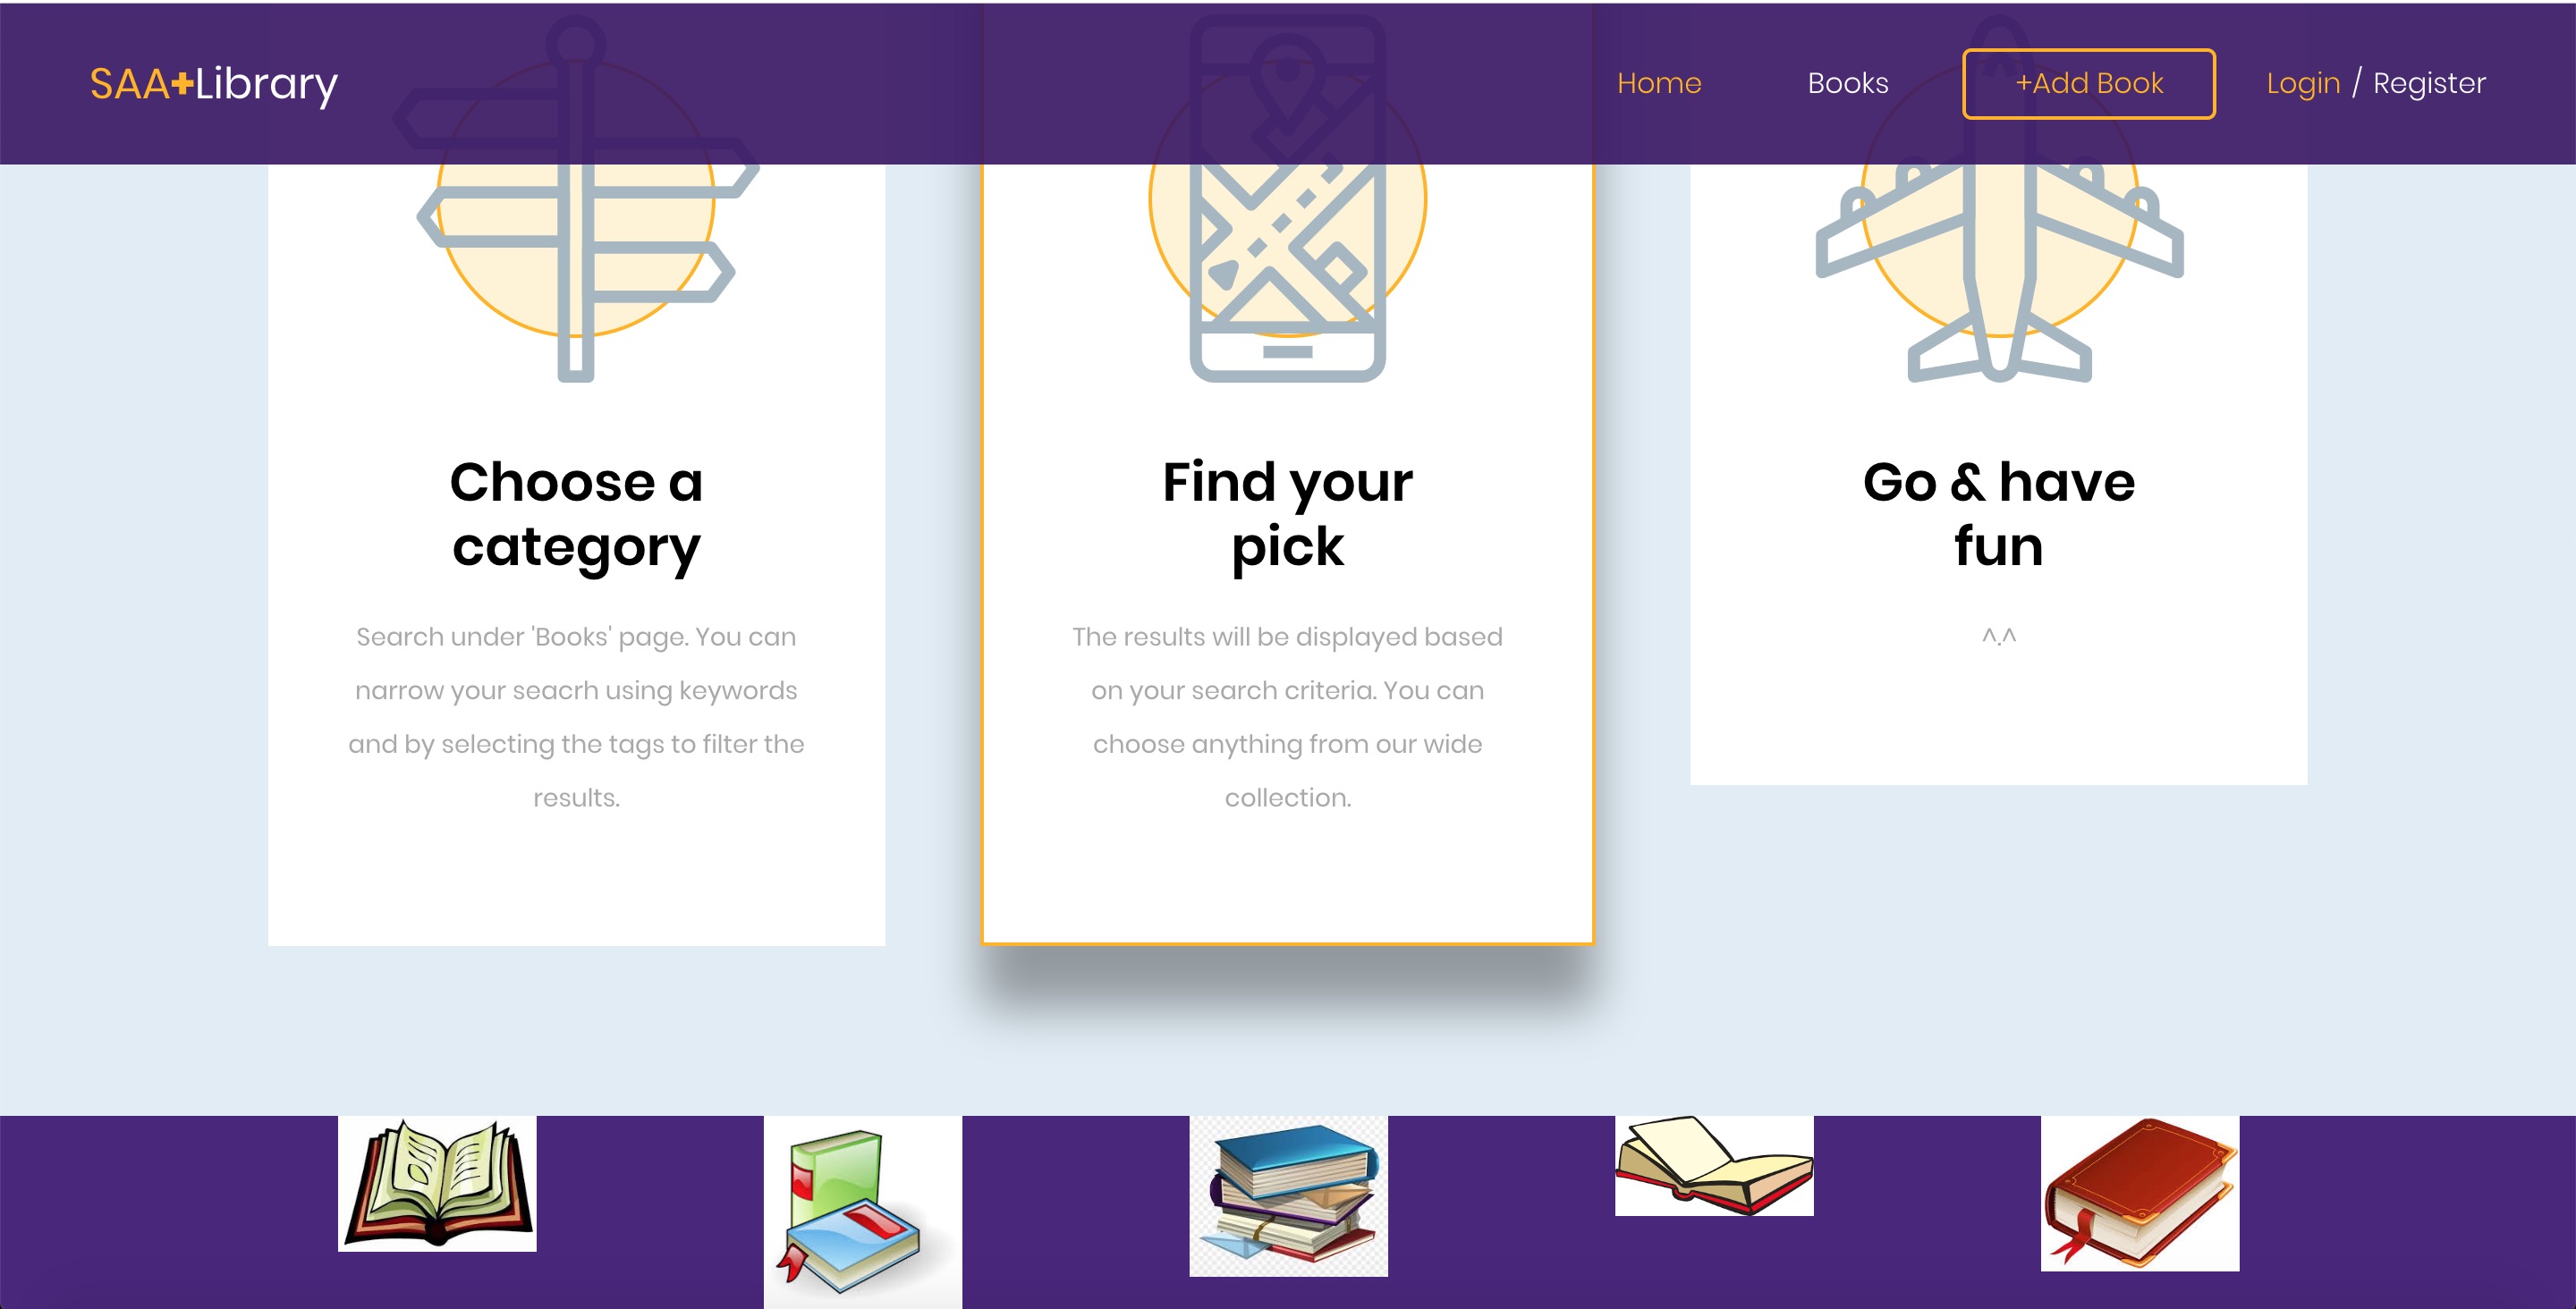 SAA+Library
Home
Books
+Add Book
Login / Register
Choose a
category
Search under 'Books' page. You can
narrow your seacrh using keywords
and by selecting the tags to filter the
results.
Find your
pick
The results will be displayed based
on your search criteria. You can
choose anything from our wide
collection.
Go & have
fun
^.^